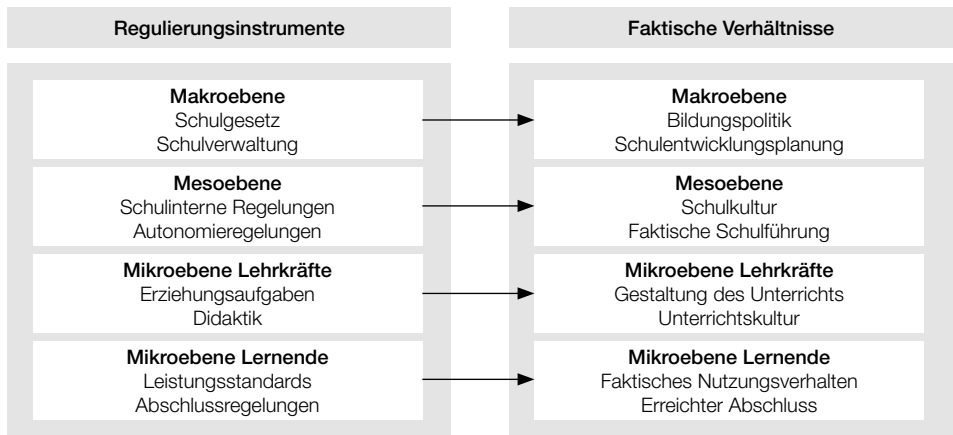 Regulierungsinstrumente
Makroebene
Schulgesetz
Schulverwaltung
Mesoebene
Schulinterne Regelungen
Autonomieregelungen
Mikroebene Lehrkräfte
Erziehungsaufgaben
Didaktik
Mikroebene Lernende
Leistungsstandards
Abschlussregelungen
Faktische Verhältnisse
Makroebene
Bildungspolitik
Schulentwicklungsplanung
Mesoebene
Schulkultur
Faktische Schulführung
Mikroebene Lehrkräfte
Gestaltung des Unterrichts
Unterrichtskultur
Mikroebene Lernende
Faktisches Nutzungsverhalten
Erreichter Abschluss